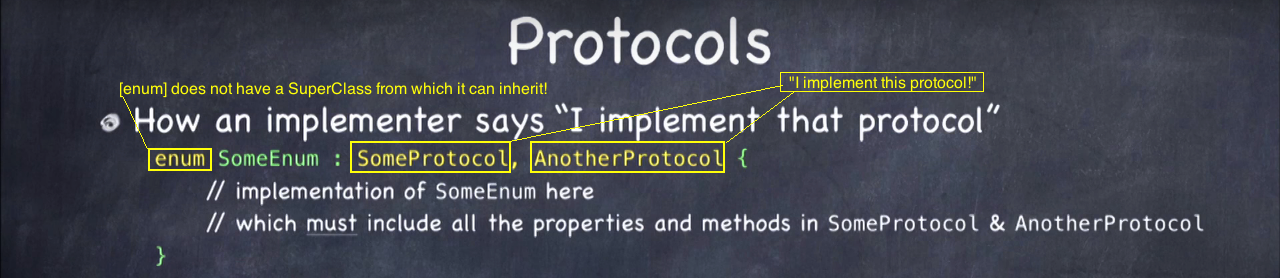 Protocols
[enum] does not have a SuperClass from which it can inherit!
"I implement this protocol!"
How an implementer says “I implement that protocol”
enum SomeEnum : SomeProtocol, AnotherProtocol {
// implementation of SomeEnum here
// which must include all the properties and methods in SomeProtocol & AnotherProtocol
}